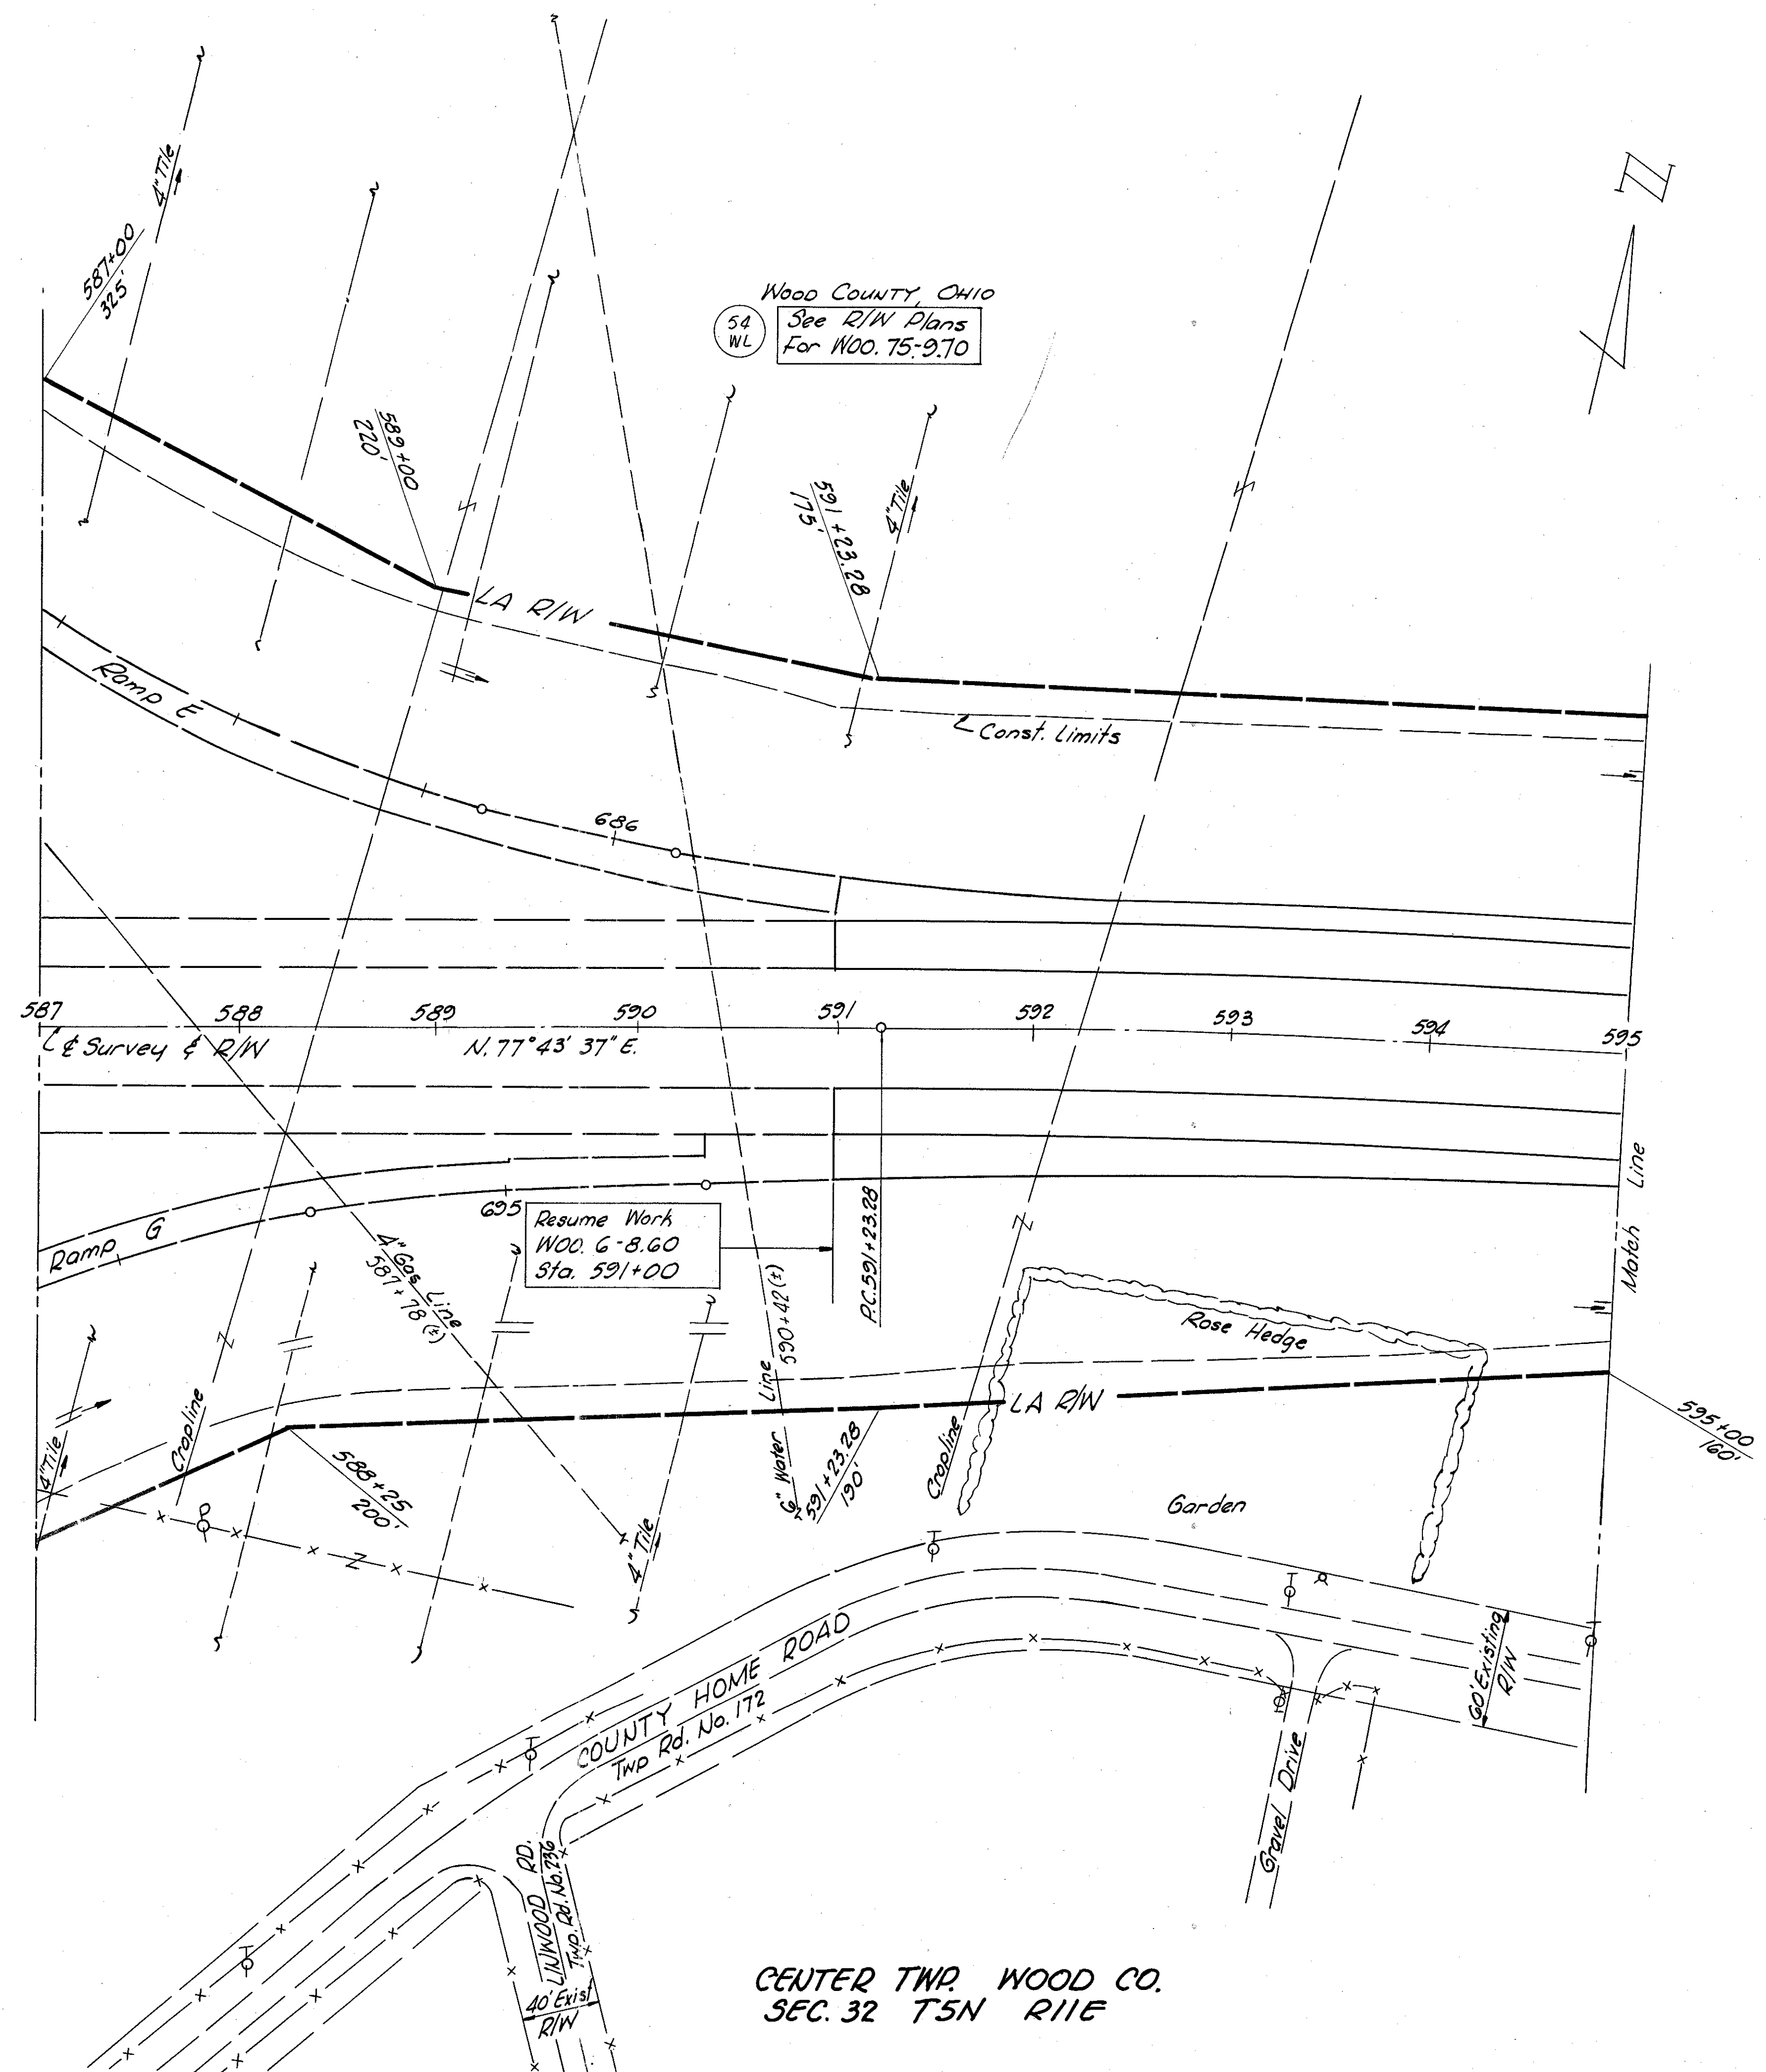 4" Tile
587+00
325'
WOOD COUNTY, OHIO
54
WL
See R/W Plans
For WOO. 75-9.70
589+00
220'
591+23.28
175'
4" Tile
LA R/W
Ramp E
Const. Limits
686
587 588 589 590 591 592 593 594 595
℄ Survey & R/W
N. 77° 43' 37" E.
Ramp G
695
Resume Work
WOO. 6-8.60
Sta. 591+00
P.C. 591+23.28
Match Line
4" Gas Line
587+78 (±)
6" Water Line 590+42 (±)
Rose Hedge
LA R/W
595+00
160'
4" Tile
Cropline
588+25
200'
591+23.28
190'
Cropline
Garden
4" Tile
COUNTY HOME ROAD
Twp Rd. No. 172
60' Existing
R/W
Gravel Drive
LINWOOD RD.
Twp. Rd. No. 236
40' Exist
R/W
CENTER TWP. WOOD CO.
SEC. 32 T5N R11E
N